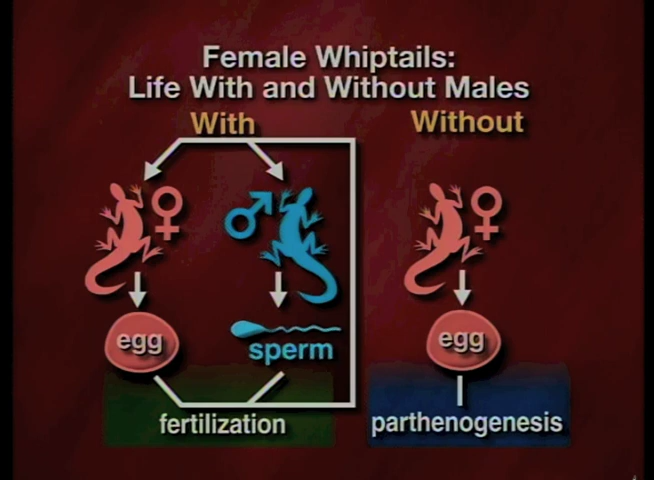 Female Whiptails:
Life With and Without Males
With
Without
♀
♂
♀
egg
sperm
egg
fertilization
parthenogenesis